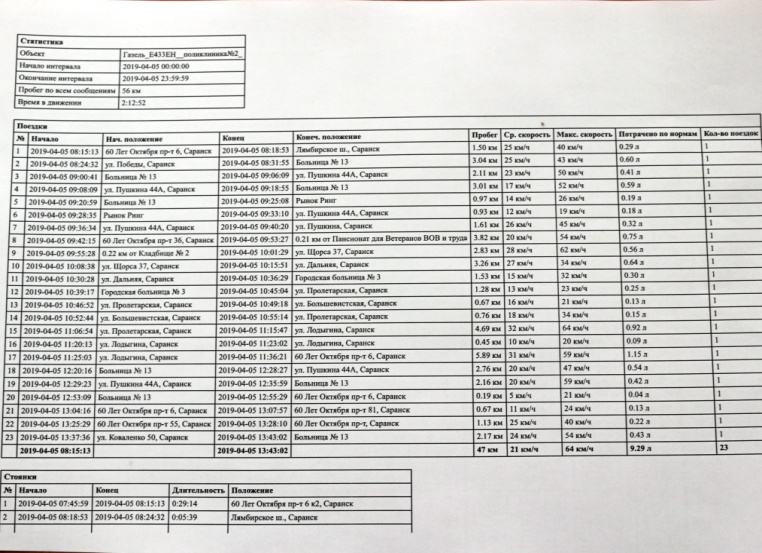 Статистика
Объект Газель_Е433ЕН__поликлиника№2_
Начало интервала 2019-04-05 00:00:00
Окончание интервала 2019-04-05 23:59:59
Пробег по всем сообщениям 56 км
Время в движении 2:12:52
Поездки
№ Начало Нач. положение Конец Конеч. положение Пробег Ср. скорость Макс. скорость Потрачено по нормам Кол-во поездок
1 2019-04-05 08:15:13 60 Лет Октября пр-т 6, Саранск 2019-04-05 08:18:53 Лямбирское ш., Саранск 1.50 км 25 км/ч 40 км/ч 0.29 л 1
2 2019-04-05 08:24:32 ул. Победы, Саранск 2019-04-05 08:31:55 Больница № 13 3.04 км 25 км/ч 43 км/ч 0.60 л 1
3 2019-04-05 09:00:41 Больница № 13 2019-04-05 09:06:09 ул. Пушкина 44А, Саранск 2.11 км 23 км/ч 50 км/ч 0.41 л 1
4 2019-04-05 09:08:09 ул. Пушкина 44А, Саранск 2019-04-05 09:18:55 Больница № 13 3.01 км 17 км/ч 52 км/ч 0.59 л 1
5 2019-04-05 09:20:59 Больница № 13 2019-04-05 09:25:08 Рынок Ринг 0.97 км 14 км/ч 26 км/ч 0.19 л 1
6 2019-04-05 09:28:35 Рынок Ринг 2019-04-05 09:33:10 ул. Пушкина 44А, Саранск 0.93 км 12 км/ч 19 км/ч 0.18 л 1
7 2019-04-05 09:36:34 ул. Пушкина 44А, Саранск 2019-04-05 09:40:20 ул. Пушкина, Саранск 1.61 км 26 км/ч 45 км/ч 0.32 л 1
8 2019-04-05 09:42:15 60 Лет Октября пр-т 36, Саранск 2019-04-05 09:53:27 0.21 км от Пансионат для Ветеранов ВОВ и труда 3.82 км 20 км/ч 54 км/ч 0.75 л 1
9 2019-04-05 09:55:28 0.22 км от Кладбище № 2 2019-04-05 10:01:29 ул. Щорса 37, Саранск 2.83 км 28 км/ч 62 км/ч 0.56 л 1
10 2019-04-05 10:08:38 ул. Щорса 37, Саранск 2019-04-05 10:15:51 ул. Дальняя, Саранск 3.26 км 27 км/ч 34 км/ч 0.64 л 1
11 2019-04-05 10:30:28 ул. Дальняя, Саранск 2019-04-05 10:36:29 Городская больница № 3 1.53 км 15 км/ч 32 км/ч 0.30 л 1
12 2019-04-05 10:39:17 Городская больница № 3 2019-04-05 10:45:04 ул. Пролетарская, Саранск 1.28 км 13 км/ч 23 км/ч 0.25 л 1
13 2019-04-05 10:46:52 ул. Пролетарская, Саранск 2019-04-05 10:49:18 ул. Большевистская, Саранск 0.67 км 16 км/ч 21 км/ч 0.13 л 1
14 2019-04-05 10:52:44 ул. Большевистская, Саранск 2019-04-05 10:55:14 ул. Пролетарская, Саранск 0.76 км 18 км/ч 34 км/ч 0.15 л 1
15 2019-04-05 11:06:54 ул. Пролетарская, Саранск 2019-04-05 11:15:47 ул. Лодыгина, Саранск 4.69 км 32 км/ч 64 км/ч 0.92 л 1
16 2019-04-05 11:20:13 ул. Лодыгина, Саранск 2019-04-05 11:23:02 ул. Лодыгина, Саранск 0.45 км 10 км/ч 20 км/ч 0.09 л 1
17 2019-04-05 11:25:03 ул. Лодыгина, Саранск 2019-04-05 11:36:21 60 Лет Октября пр-т 6, Саранск 5.89 км 31 км/ч 59 км/ч 1.15 л 1
18 2019-04-05 12:20:16 Больница № 13 2019-04-05 12:28:27 ул. Пушкина 44А, Саранск 2.76 км 20 км/ч 47 км/ч 0.54 л 1
19 2019-04-05 12:29:23 ул. Пушкина 44А, Саранск 2019-04-05 12:35:59 Больница № 13 2.16 км 20 км/ч 59 км/ч 0.42 л 1
20 2019-04-05 12:53:09 Больница № 13 2019-04-05 12:55:29 60 Лет Октября пр-т 6, Саранск 0.19 км 5 км/ч 21 км/ч 0.04 л 1
21 2019-04-05 13:04:16 60 Лет Октября пр-т 6, Саранск 2019-04-05 13:07:57 60 Лет Октября пр-т 81, Саранск 0.67 км 11 км/ч 24 км/ч 0.13 л 1
22 2019-04-05 13:25:29 60 Лет Октября пр-т 55, Саранск 2019-04-05 13:28:10 60 Лет Октября пр-т, Саранск 1.13 км 25 км/ч 40 км/ч 0.22 л 1
23 2019-04-05 13:37:36 ул. Коваленко 50, Саранск 2019-04-05 13:43:02 Больница № 13 2.17 км 24 км/ч 54 км/ч 0.43 л 1
2019-04-05 08:15:13 2019-04-05 13:43:02 47 км 21 км/ч 64 км/ч 9.29 л 23
Стоянки
№ Начало Конец Длительность Положение
1 2019-04-05 07:45:59 2019-04-05 08:15:13 0:29:14 60 Лет Октября пр-т 6 к2, Саранск
2 2019-04-05 08:18:53 2019-04-05 08:24:32 0:05:39 Лямбирское ш., Саранск